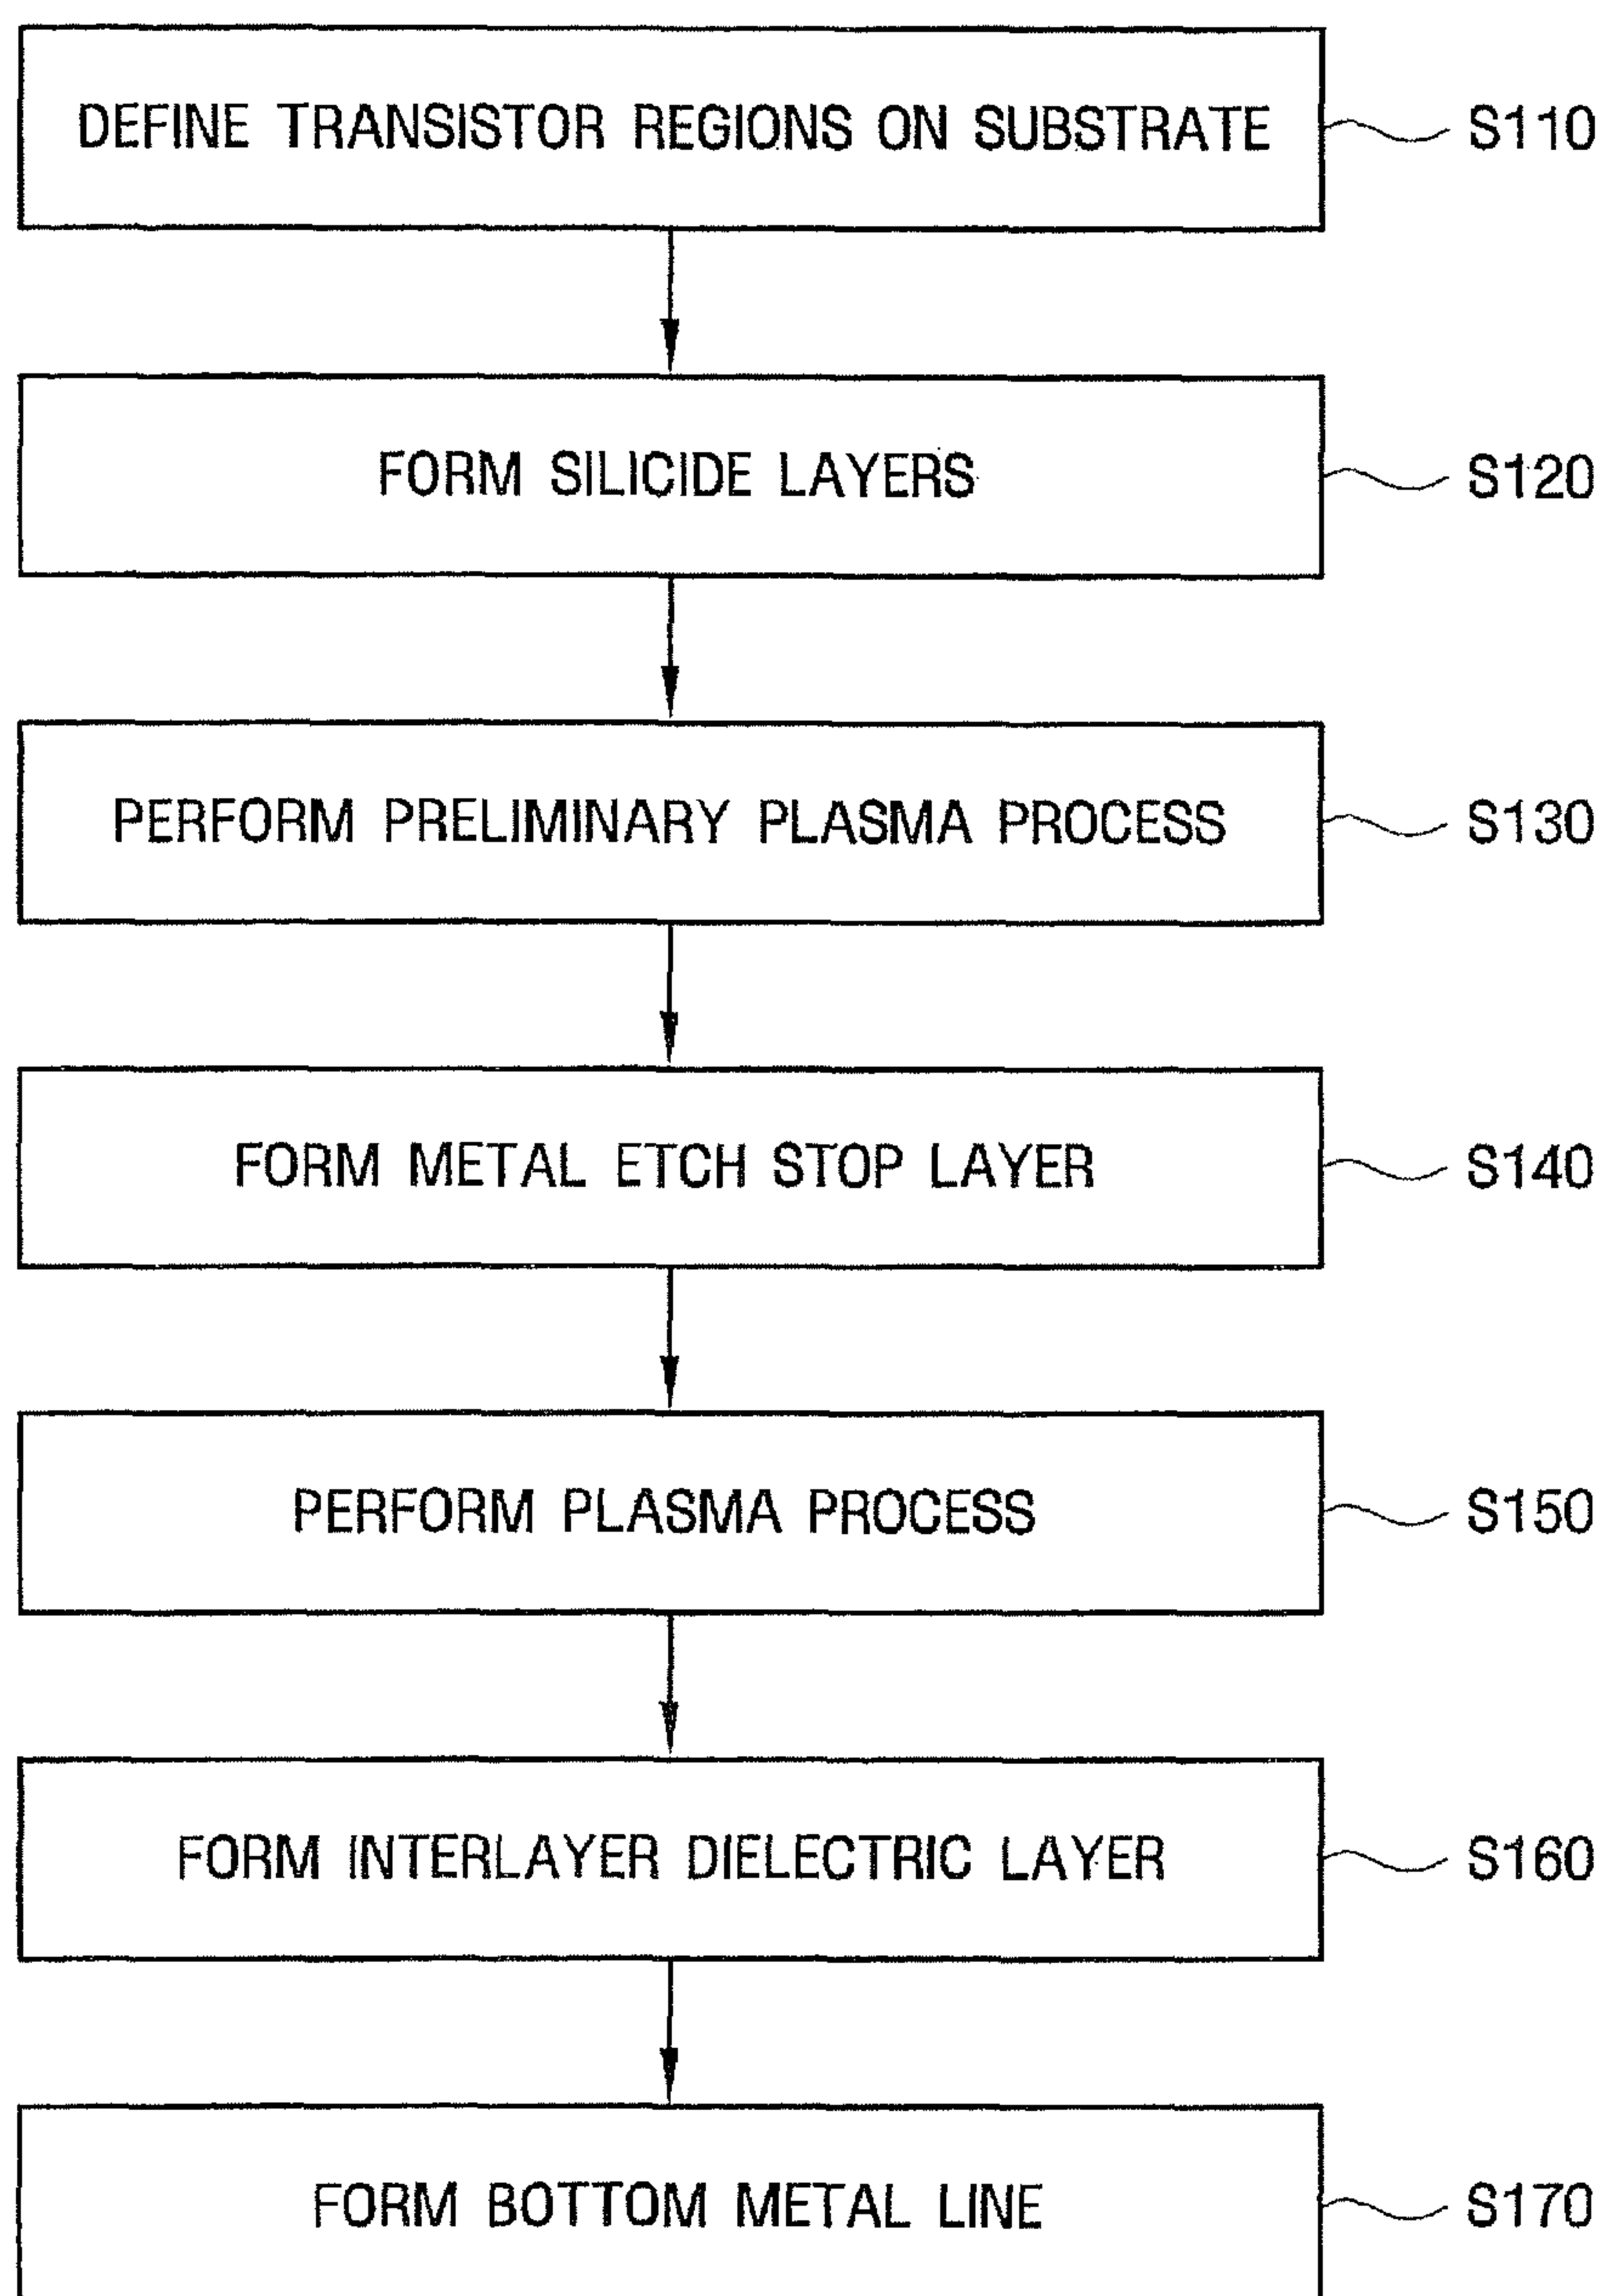 DEFINE TRANSISTOR REGIONS ON SUBSTRATE S110
FORM SILICIDE LAYERS S120
PERFORM PRELIMINARY PLASMA PROCESS S130
FORM METAL ETCH STOP LAYER S140
PERFORM PLASMA PROCESS S150
FORM INTERLAYER DIELECTRIC LAYER S160
FORM BOTTOM METAL LINE S170